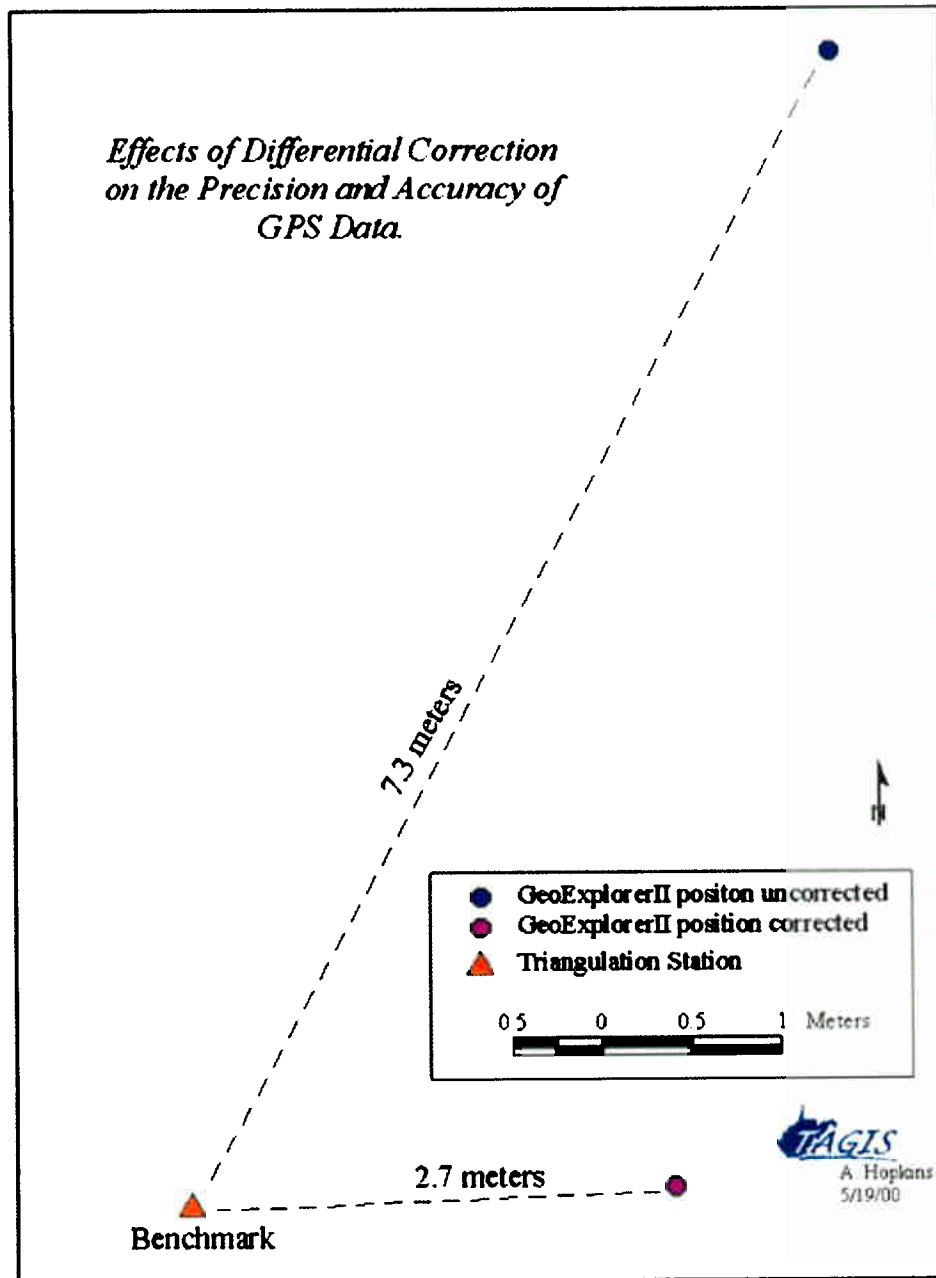 Effects of Differential Correction
on the Precision and Accuracy of
GPS Data.
7.3 meters
N
GeoExplorerII positon uncorrected
GeoExplorerII position corrected
Triangulation Station
0.5 0 0.5 1 Meters
TAGIS
A. Hopkans
5/19/00
2.7 meters
Benchmark